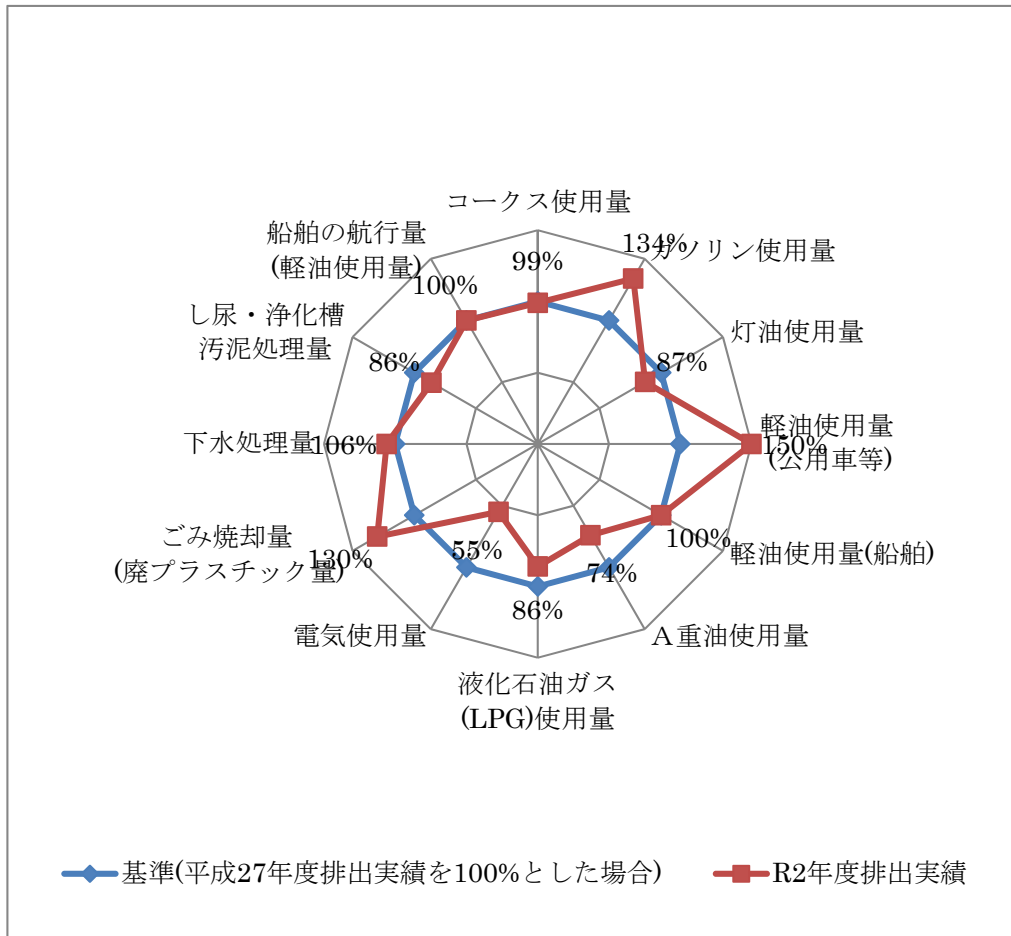 コークス使用量
99%
134%
ガソリン使用量
灯油使用量
87%
軽油使用量
(公用車等)
150%
軽油使用量(船舶)
100%
Ａ重油使用量
74%
液化石油ガス
(LPG)使用量
86%
電気使用量
55%
ごみ焼却量
(廃プラスチック量)
130%
下水処理量
106%
し尿・浄化槽
汚泥処理量
86%
船舶の航行量
(軽油使用量)
100%
基準(平成27年度排出実績を100%とした場合)
R2年度排出実績